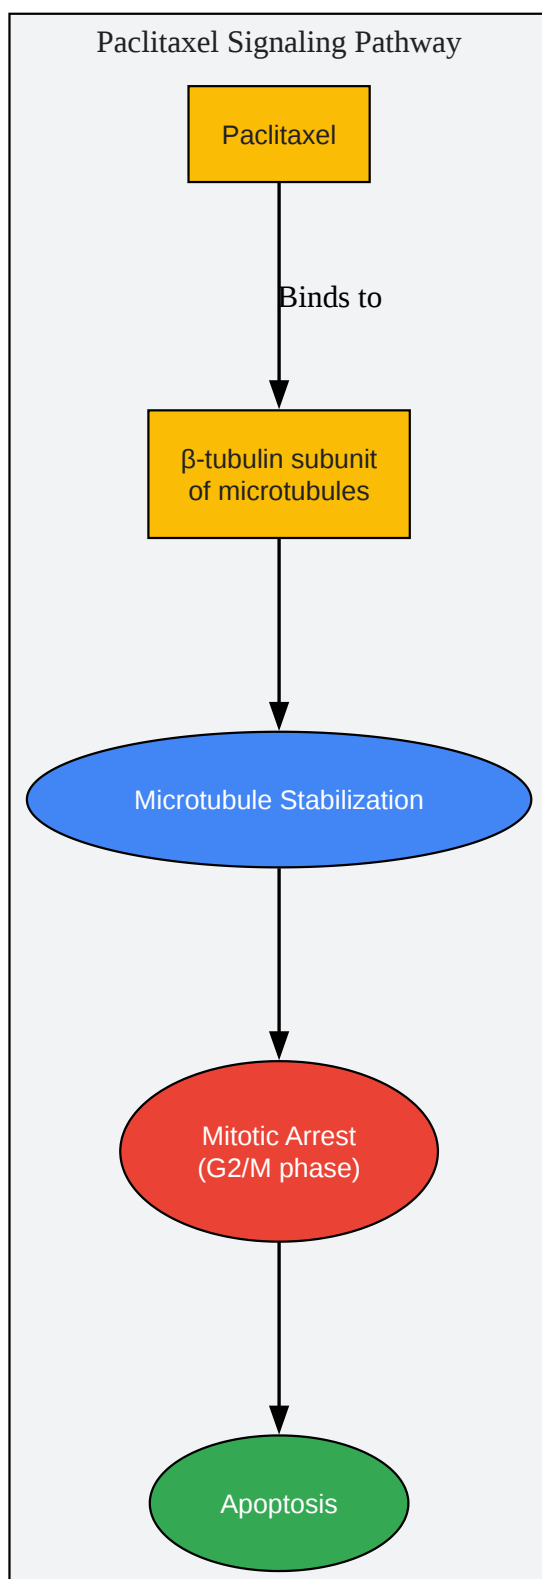 Paclitaxel Signaling Pathway
Paclitaxel
Binds to
β-tubulin subunit
of microtubules
Microtubule Stabilization
Mitotic Arrest
(G2/M phase)
Apoptosis